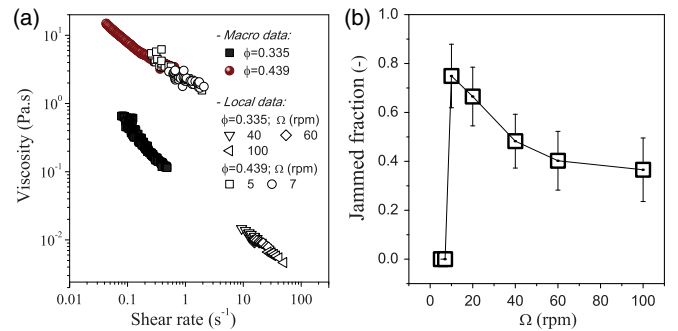 (a)
Viscosity (Pa.s)
10¹
10⁰
10⁻¹
10⁻²
0.01 0.1 1 10 100
Shear rate (s⁻¹)
- Macro data:
ϕ=0.335
ϕ=0.439
- Local data:
ϕ=0.335; Ω (rpm)
40 60
100
ϕ=0.439; Ω (rpm)
5 7
(b)
Jammed fraction (-)
1.0
0.8
0.6
0.4
0.2
0.0
0 20 40 60 80 100
Ω (rpm)